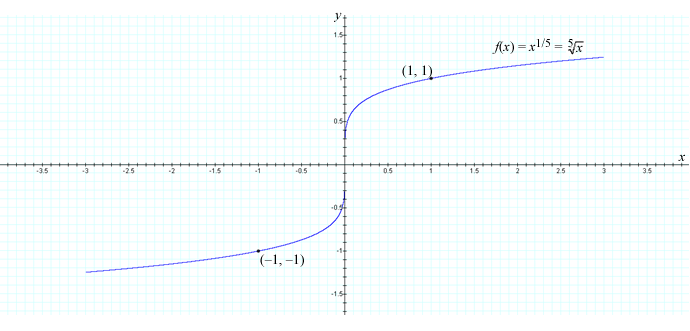 y
1.5
f(x) = x^{1/5} = \sqrt[5]{x}
(1, 1)
1
0.5
x
-3.5 -3 -2.5 -2 -1.5 -1 -0.5 0.5 1 1.5 2 2.5 3 3.5
-0.5
-1
(–1, –1)
-1.5